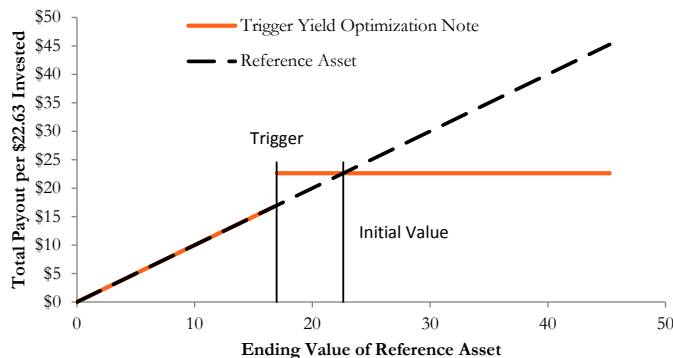 Total Payout per $22.63 Invested
$50
$45
$40
$35
$30
$25
$20
$15
$10
$5
$0
Trigger Yield Optimization Note
Reference Asset
Trigger
Initial Value
0
10
20
30
40
50
Ending Value of Reference Asset